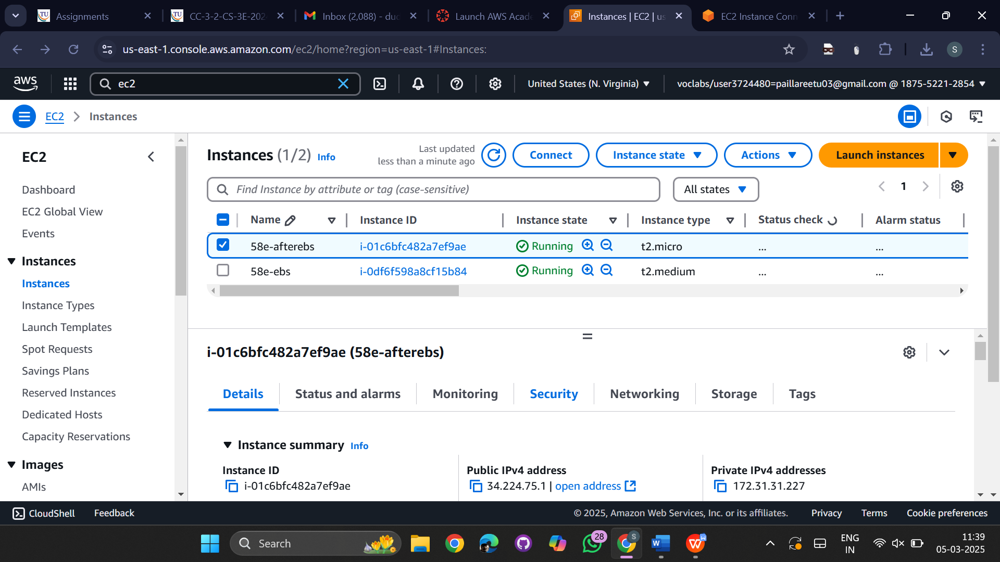 Assignments
CC-3-2-CS-3E-202
Inbox (2,088) - dud
Launch AWS Acade
Instances | EC2 | us
EC2 Instance Conn
us-east-1.console.aws.amazon.com/ec2/home?region=us-east-1#Instances:
S
aws
ec2
United States (N. Virginia)
voclabs/user3724480=paillareetu03@gmail.com @ 1875-5221-2854
EC2
Instances
EC2
Dashboard
EC2 Global View
Events
Instances
Instances
Instance Types
Launch Templates
Spot Requests
Savings Plans
Reserved Instances
Dedicated Hosts
Capacity Reservations
Images
AMIs
Instances (1/2) Info
Last updated
less than a minute ago
Connect
Instance state
Actions
Launch instances
Find Instance by attribute or tag (case-sensitive)
All states
1
Name Instance ID Instance state Instance type Status check Alarm status
58e-afterebs i-01c6bfc482a7ef9ae Running t2.micro ... ...
58e-ebs i-0df6f598a8cf15b84 Running t2.medium ... ...
i-01c6bfc482a7ef9ae (58e-afterebs)
Details Status and alarms Monitoring Security Networking Storage Tags
Instance summary Info
Instance ID
i-01c6bfc482a7ef9ae
Public IPv4 address
34.224.75.1 | open address
Private IPv4 addresses
172.31.31.227
CloudShell Feedback
© 2025, Amazon Web Services, Inc. or its affiliates. Privacy Terms Cookie preferences
Search
28
S
W
W
ENG
IN
11:39
05-03-2025